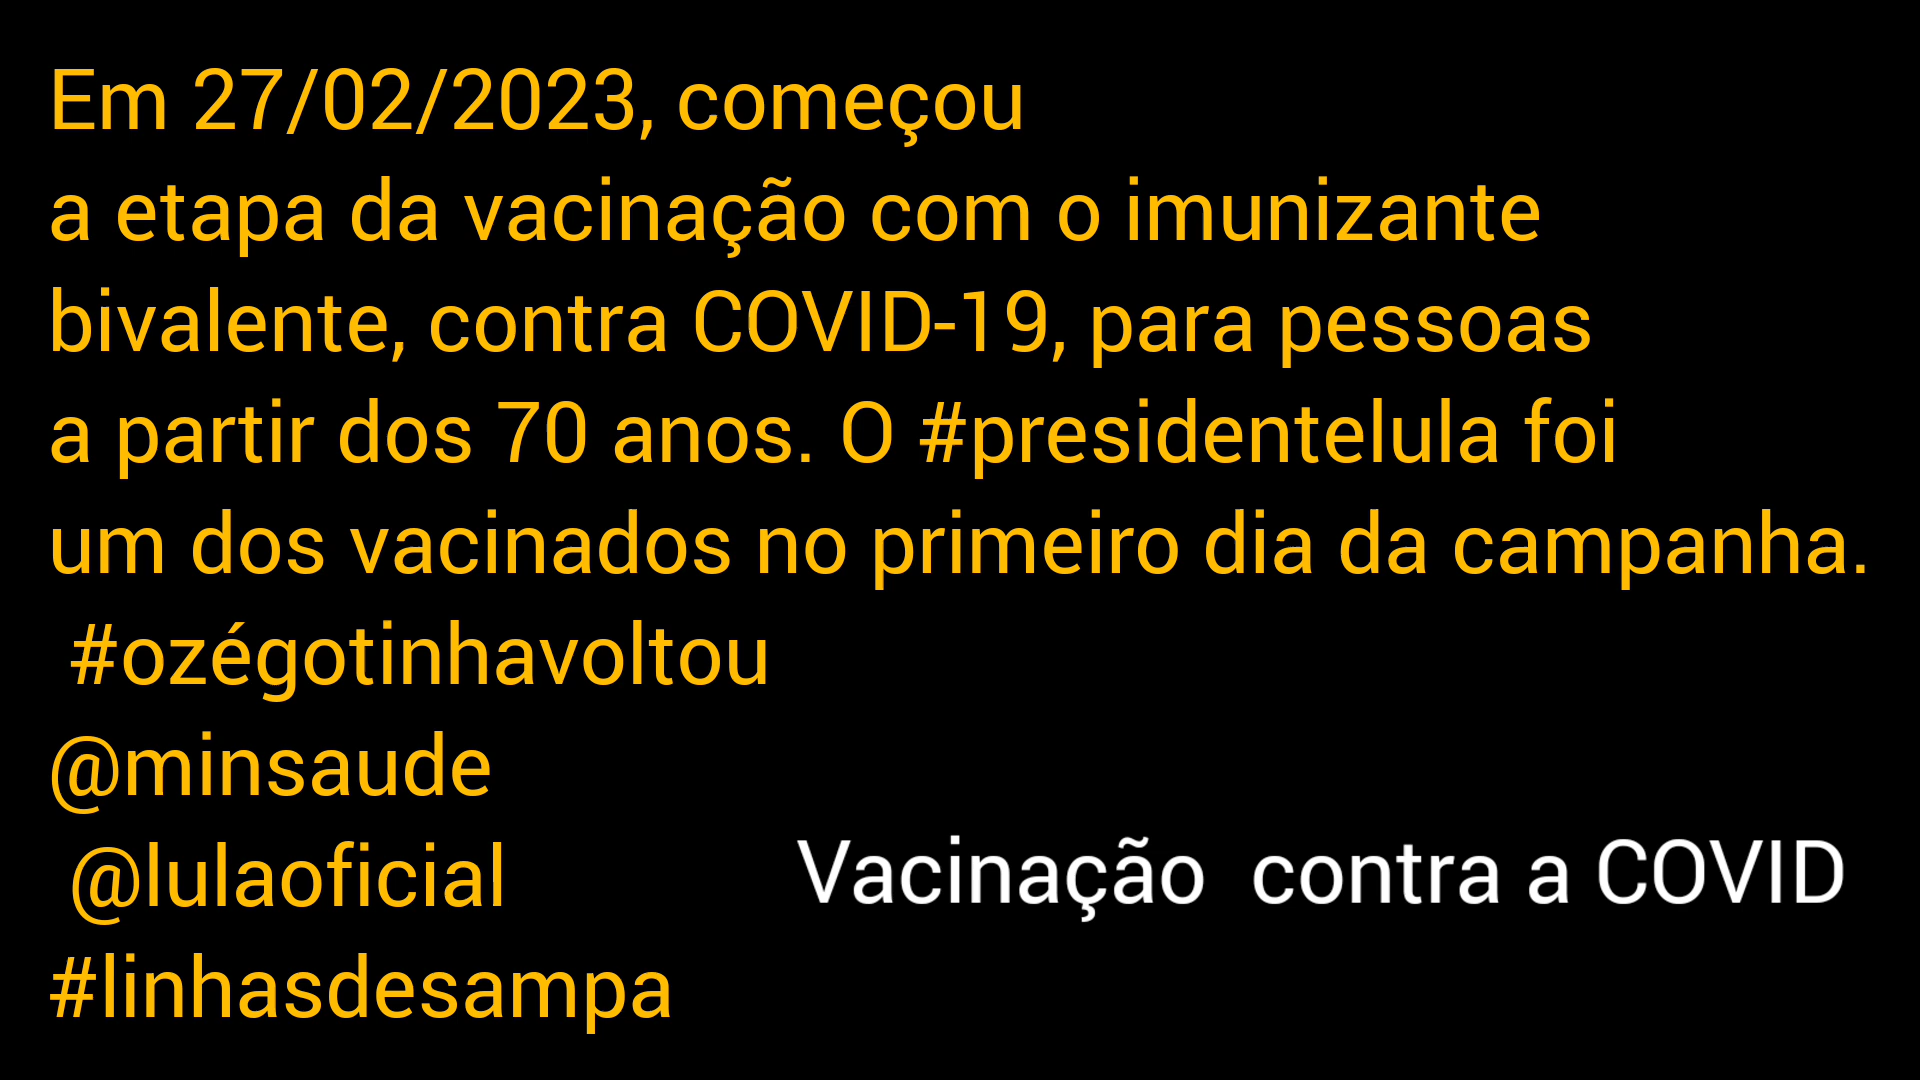 Em 27/02/2023, começou
a etapa da vacinação com o imunizante
bivalente, contra COVID-19, para pessoas
a partir dos 70 anos. O #presidentelula foi
um dos vacinados no primeiro dia da campanha.
#ozégotinhavoltou
@minsaude
@lulaoficial
Vacinação contra a COVID
#linhasdesampa